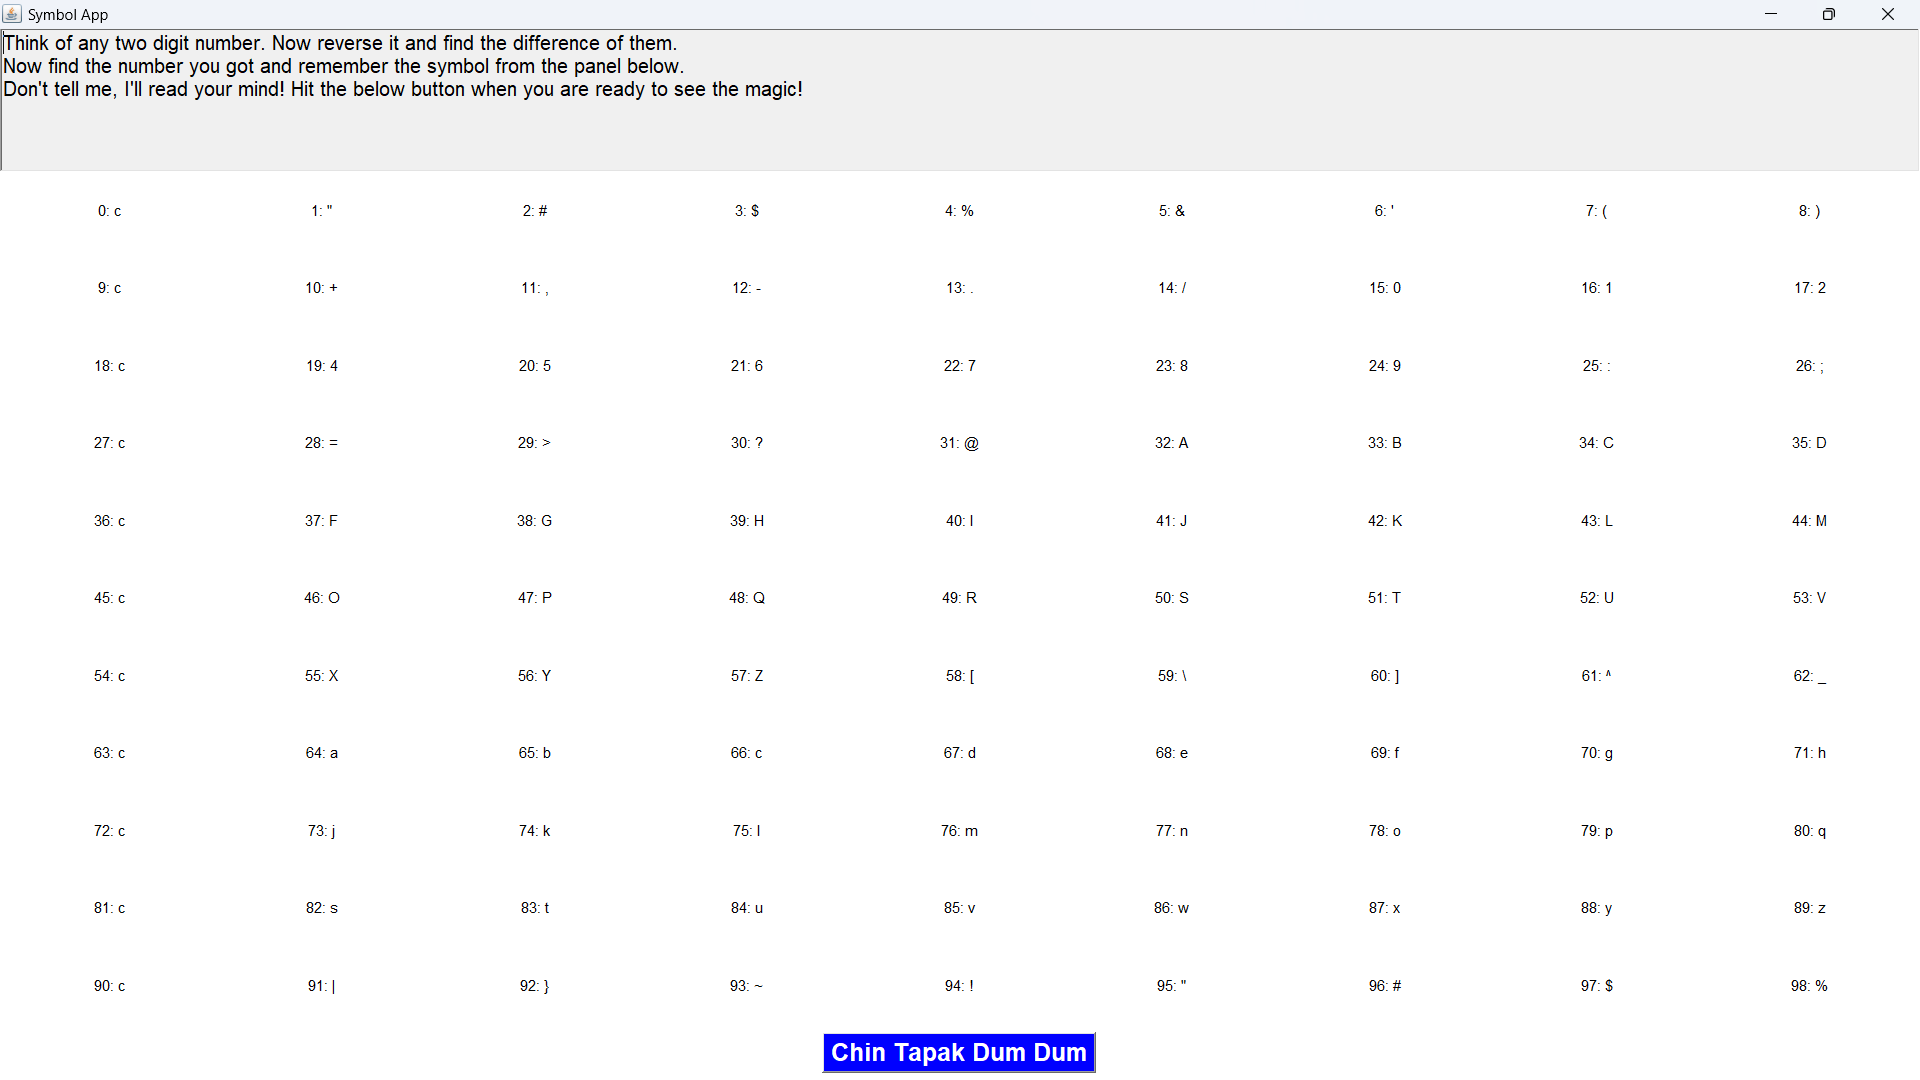 Symbol App
Think of any two digit number. Now reverse it and find the difference of them.
Now find the number you got and remember the symbol from the panel below.
Don't tell me, I'll read your mind! Hit the below button when you are ready to see the magic!
0: c 1: " 2: # 3: $ 4: % 5: & 6: ' 7: ( 8: )
9: c 10: + 11: , 12: - 13: . 14: / 15: 0 16: 1 17: 2
18: c 19: 4 20: 5 21: 6 22: 7 23: 8 24: 9 25: : 26: ;
27: c 28: = 29: > 30: ? 31: @ 32: A 33: B 34: C 35: D
36: c 37: F 38: G 39: H 40: I 41: J 42: K 43: L 44: M
45: c 46: O 47: P 48: Q 49: R 50: S 51: T 52: U 53: V
54: c 55: X 56: Y 57: Z 58: [ 59: \ 60: ] 61: ^ 62: _
63: c 64: a 65: b 66: c 67: d 68: e 69: f 70: g 71: h
72: c 73: j 74: k 75: l 76: m 77: n 78: o 79: p 80: q
81: c 82: s 83: t 84: u 85: v 86: w 87: x 88: y 89: z
90: c 91: | 92: } 93: ~ 94: ! 95: " 96: # 97: $ 98: %
Chin Tapak Dum Dum